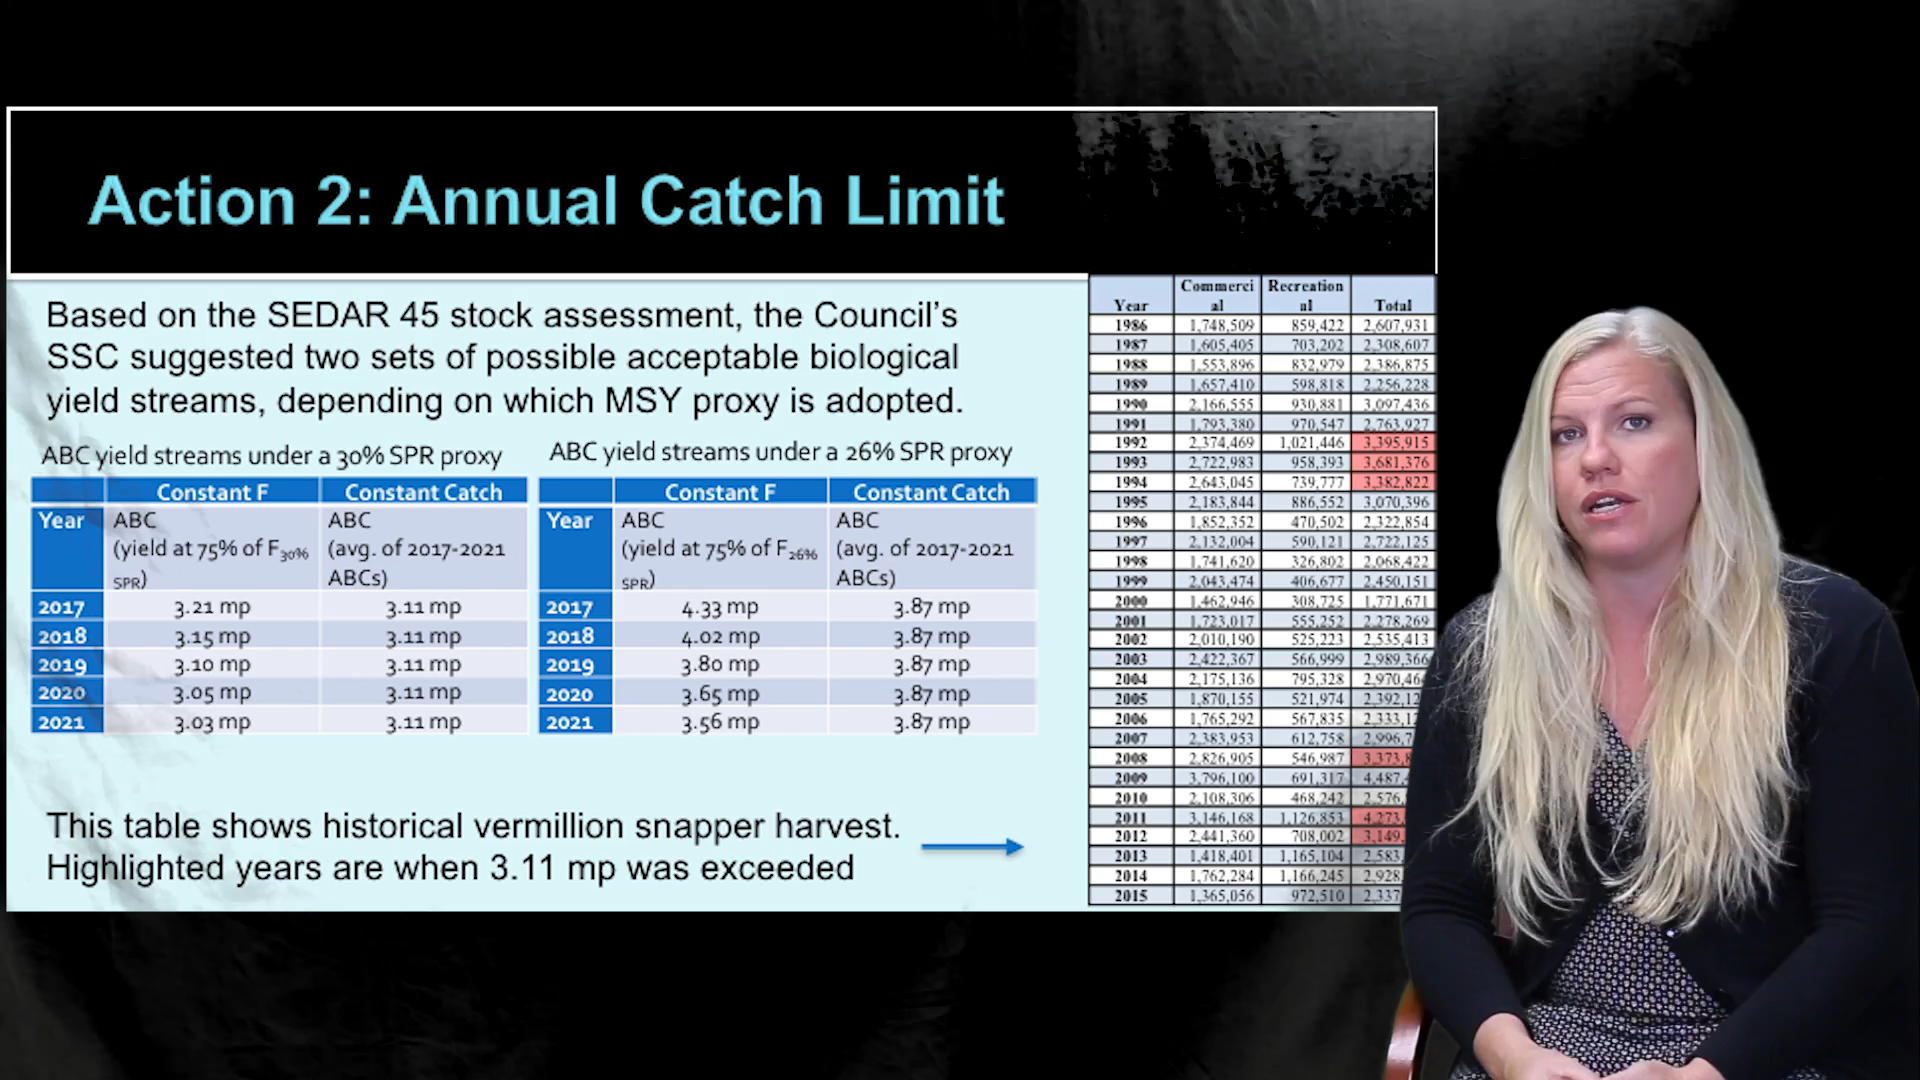 Action 2: Annual Catch Limit
Based on the SEDAR 45 stock assessment, the Council's
SSC suggested two sets of possible acceptable biological
yield streams, depending on which MSY proxy is adopted.
ABC yield streams under a 30% SPR proxy
Constant F Constant Catch
Year ABC (yield at 75% of F30% SPR) ABC (avg. of 2017-2021 ABCs)
2017 3.21 mp 3.11 mp
2018 3.15 mp 3.11 mp
2019 3.10 mp 3.11 mp
2020 3.05 mp 3.11 mp
2021 3.03 mp 3.11 mp
ABC yield streams under a 26% SPR proxy
Constant F Constant Catch
Year ABC (yield at 75% of F26% SPR) ABC (avg. of 2017-2021 ABCs)
2017 4.33 mp 3.87 mp
2018 4.02 mp 3.87 mp
2019 3.80 mp 3.87 mp
2020 3.65 mp 3.87 mp
2021 3.56 mp 3.87 mp
This table shows historical vermillion snapper harvest.
Highlighted years are when 3.11 mp was exceeded
Year Commercial Recreational Total
1986 1,748,509 859,422 2,607,931
1987 1,605,405 703,202 2,308,607
1988 1,553,896 832,979 2,386,875
1989 1,657,410 598,818 2,256,228
1990 2,166,555 930,881 3,097,436
1991 1,793,380 970,547 2,763,927
1992 2,374,469 1,021,446 3,395,915
1993 2,722,983 958,393 3,681,376
1994 2,643,045 739,777 3,382,822
1995 2,183,844 886,552 3,070,396
1996 1,852,352 470,502 2,322,854
1997 2,132,004 590,121 2,722,125
1998 1,741,620 326,802 2,068,422
1999 2,043,474 406,677 2,450,151
2000 1,462,946 308,725 1,771,671
2001 1,723,017 555,252 2,278,269
2002 2,010,190 525,223 2,535,413
2003 2,422,367 566,999 2,989,366
2004 2,175,136 795,328 2,970,46
2005 1,870,155 521,974 2,392,12
2006 1,765,292 567,835 2,333,1
2007 2,383,953 612,758 2,996,7
2008 2,826,905 546,987 3,373,
2009 3,796,100 691,317 4,487,
2010 2,108,306 468,242 2,576,
2011 3,146,168 1,126,853 4,273,
2012 2,441,360 708,002 3,149,
2013 1,418,401 1,165,104 2,583,
2014 1,762,284 1,166,245 2,928
2015 1,365,056 972,510 2,337